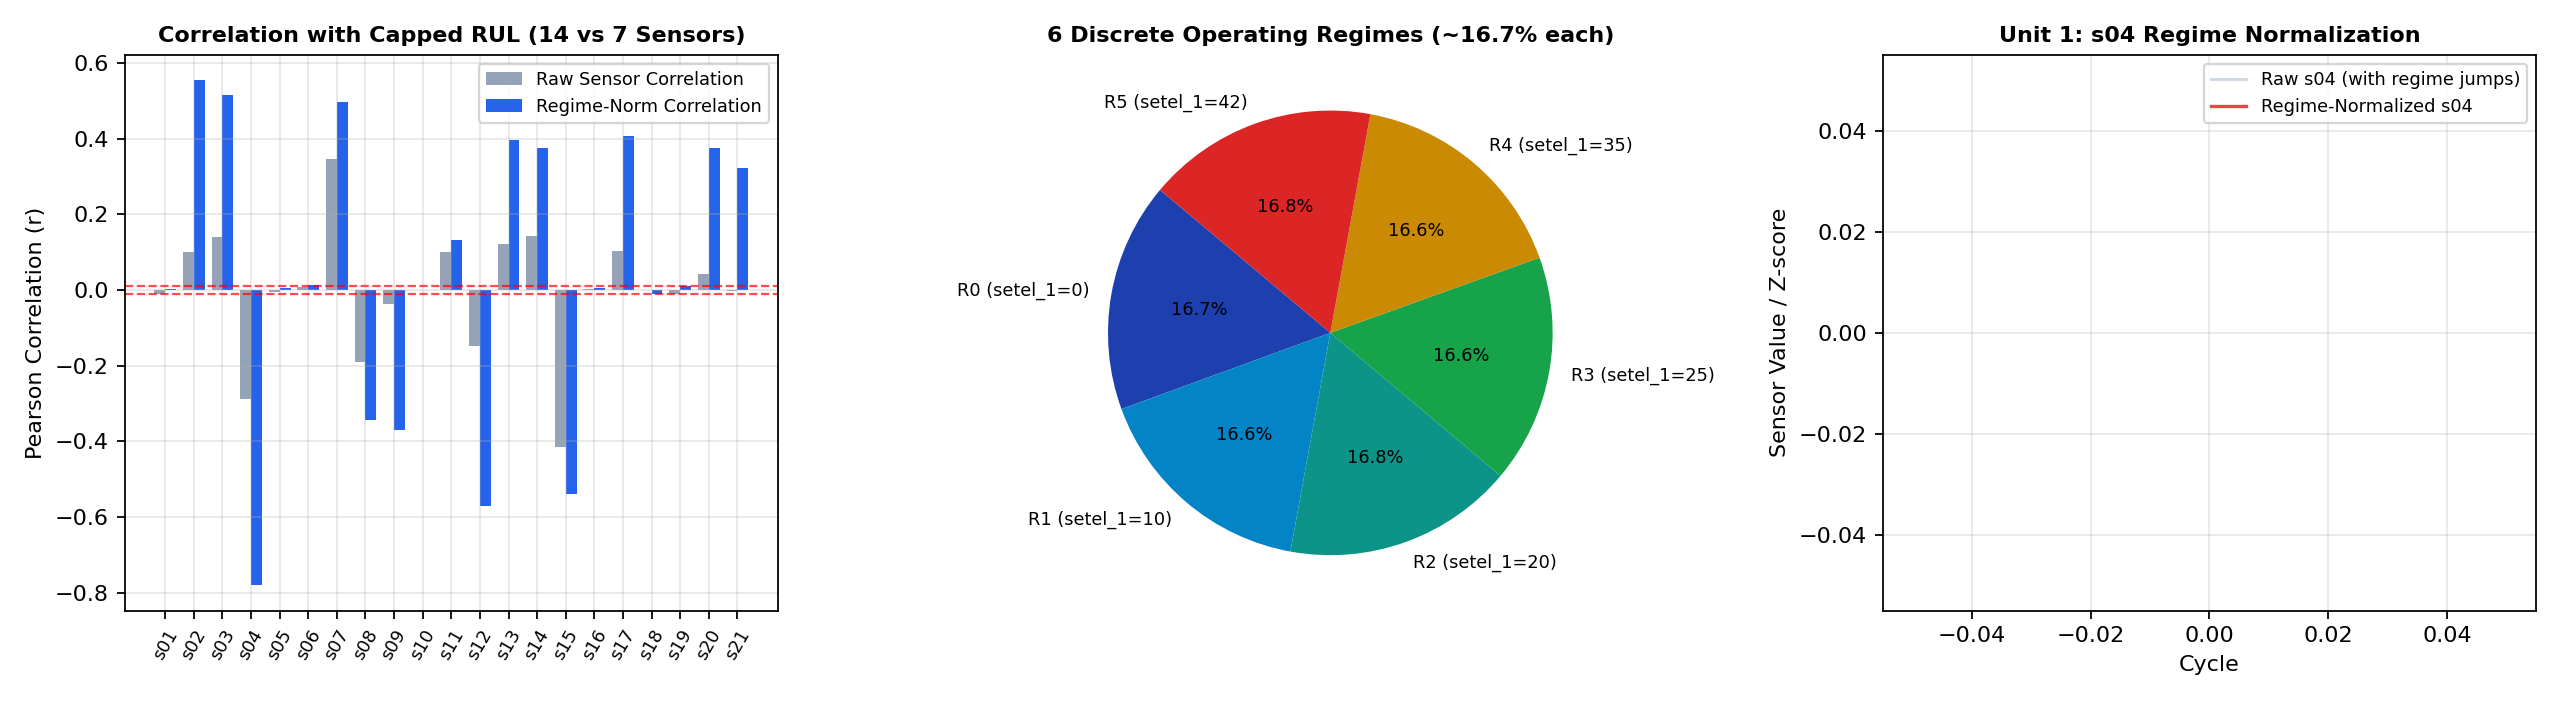 Correlation with Capped RUL (14 vs 7 Sensors)
Raw Sensor Correlation
Regime-Norm Correlation
Pearson Correlation (r)
0.6
0.4
0.2
0.0
−0.2
−0.4
−0.6
−0.8
s01 s02 s03 s04 s05 s06 s07 s08 s09 s10 s11 s12 s13 s14 s15 s16 s17 s18 s19 s20 s21
6 Discrete Operating Regimes (~16.7% each)
R5 (setel_1=42)
R4 (setel_1=35)
R0 (setel_1=0)
R3 (setel_1=25)
R1 (setel_1=10)
R2 (setel_1=20)
16.8%
16.6%
16.7%
16.6%
16.6%
16.8%
Unit 1: s04 Regime Normalization
Raw s04 (with regime jumps)
Regime-Normalized s04
Sensor Value / Z-score
0.04
0.02
0.00
−0.02
−0.04
−0.04 −0.02 0.00 0.02 0.04
Cycle